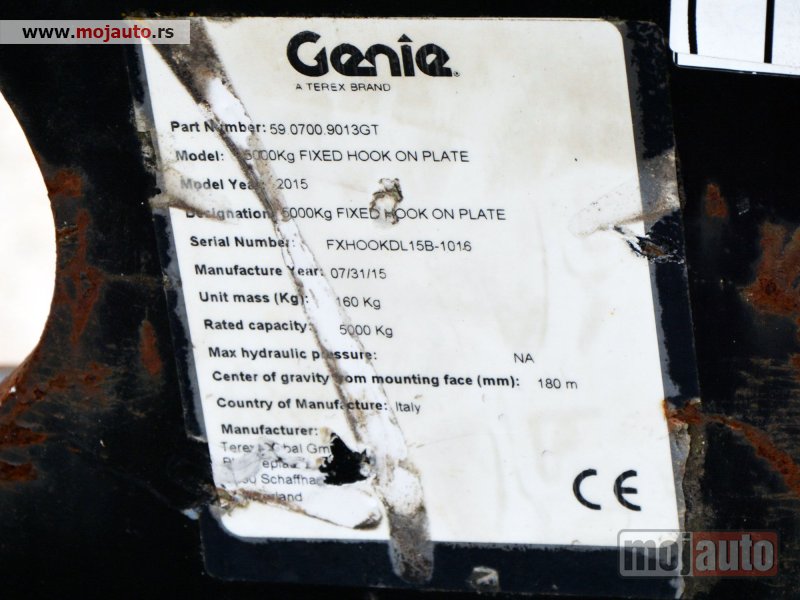 www.mojauto.rs
Genie
A TEREX BRAND
Part Number: 59.0700.9013GT
Model: 5000Kg FIXED HOOK ON PLATE
Model Year 2015
Designation: 5000Kg FIXED HOOK ON PLATE
Serial Number: FXHOOKDL15B-1016
Manufacture Year: 07/31/15
Unit mass (Kg): 160 Kg
Rated capacity: 5000 Kg
Max hydraulic pressure: NA
Center of gravity from mounting face (mm): 180 m
Country of Manufacture: Italy
Manufacturer:
CE
mojauto